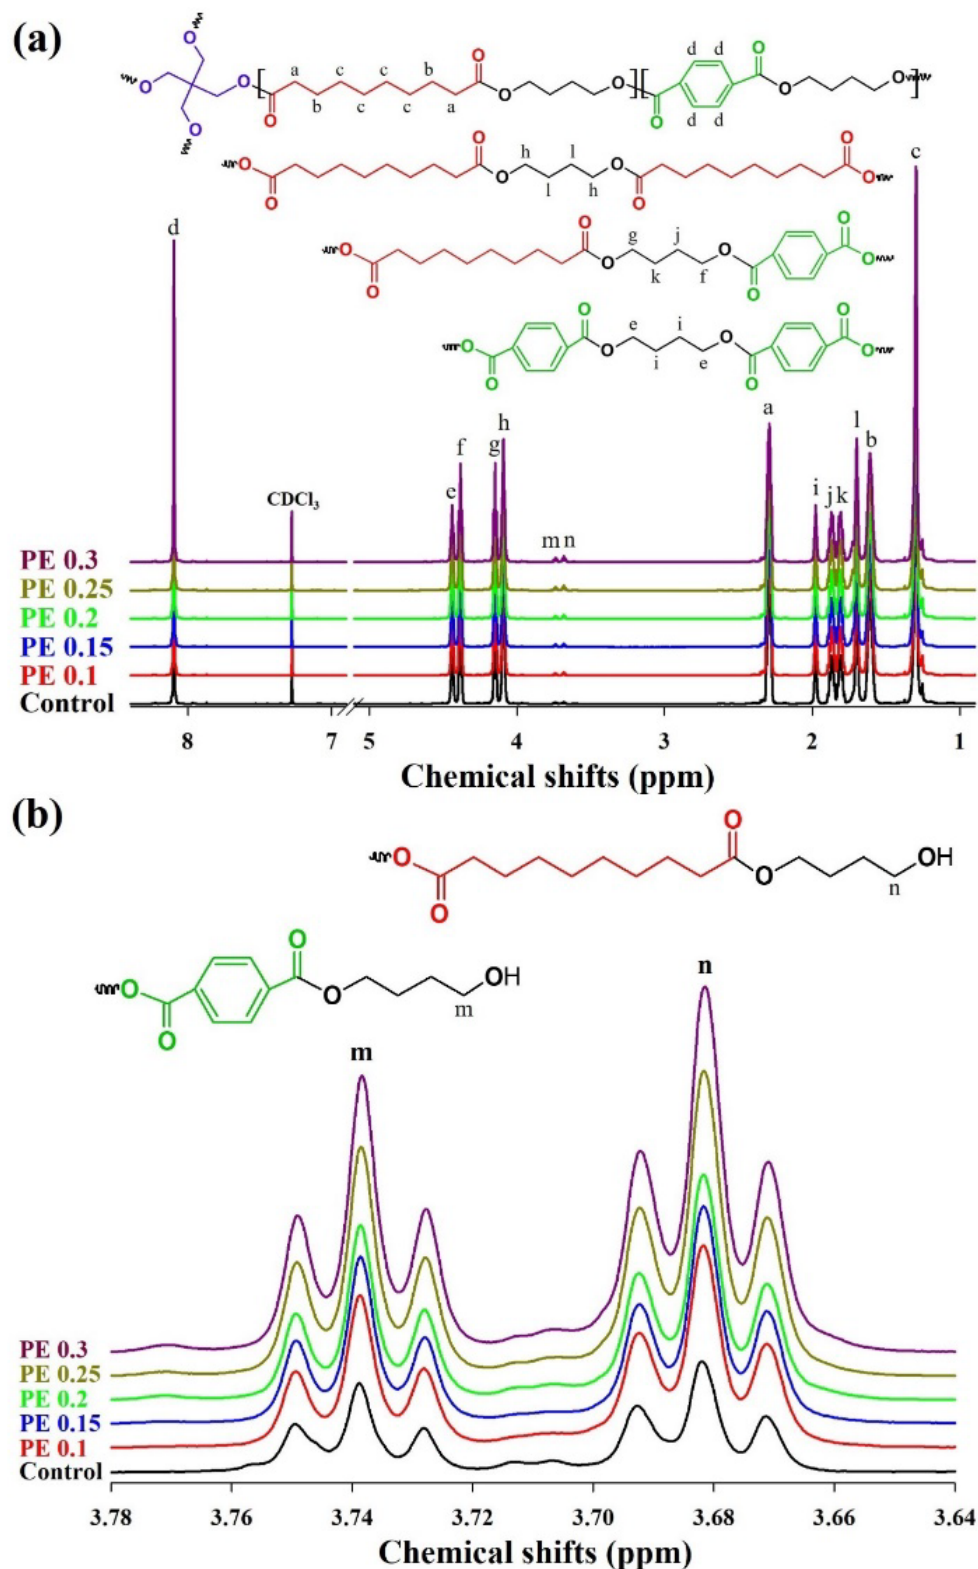 (a)
O O O O
a c c b O O
O O O O
b c c a
d d O
O
d d
O O
h l
O O
l h
O O
c
d
O O
g j
O O
k f
O O
O O
e i
O O
i e
O O
a
h l
f g b
e i j k
CDCl3
m n
PE 0.3
PE 0.25
PE 0.2
PE 0.15
PE 0.1
Control
8 7 5 4 3 2 1
Chemical shifts (ppm)
(b)
O
O O OH
O n
O
O O OH
O m
n
m
PE 0.3
PE 0.25
PE 0.2
PE 0.15
PE 0.1
Control
3.78 3.76 3.74 3.72 3.70 3.68 3.66 3.64
Chemical shifts (ppm)